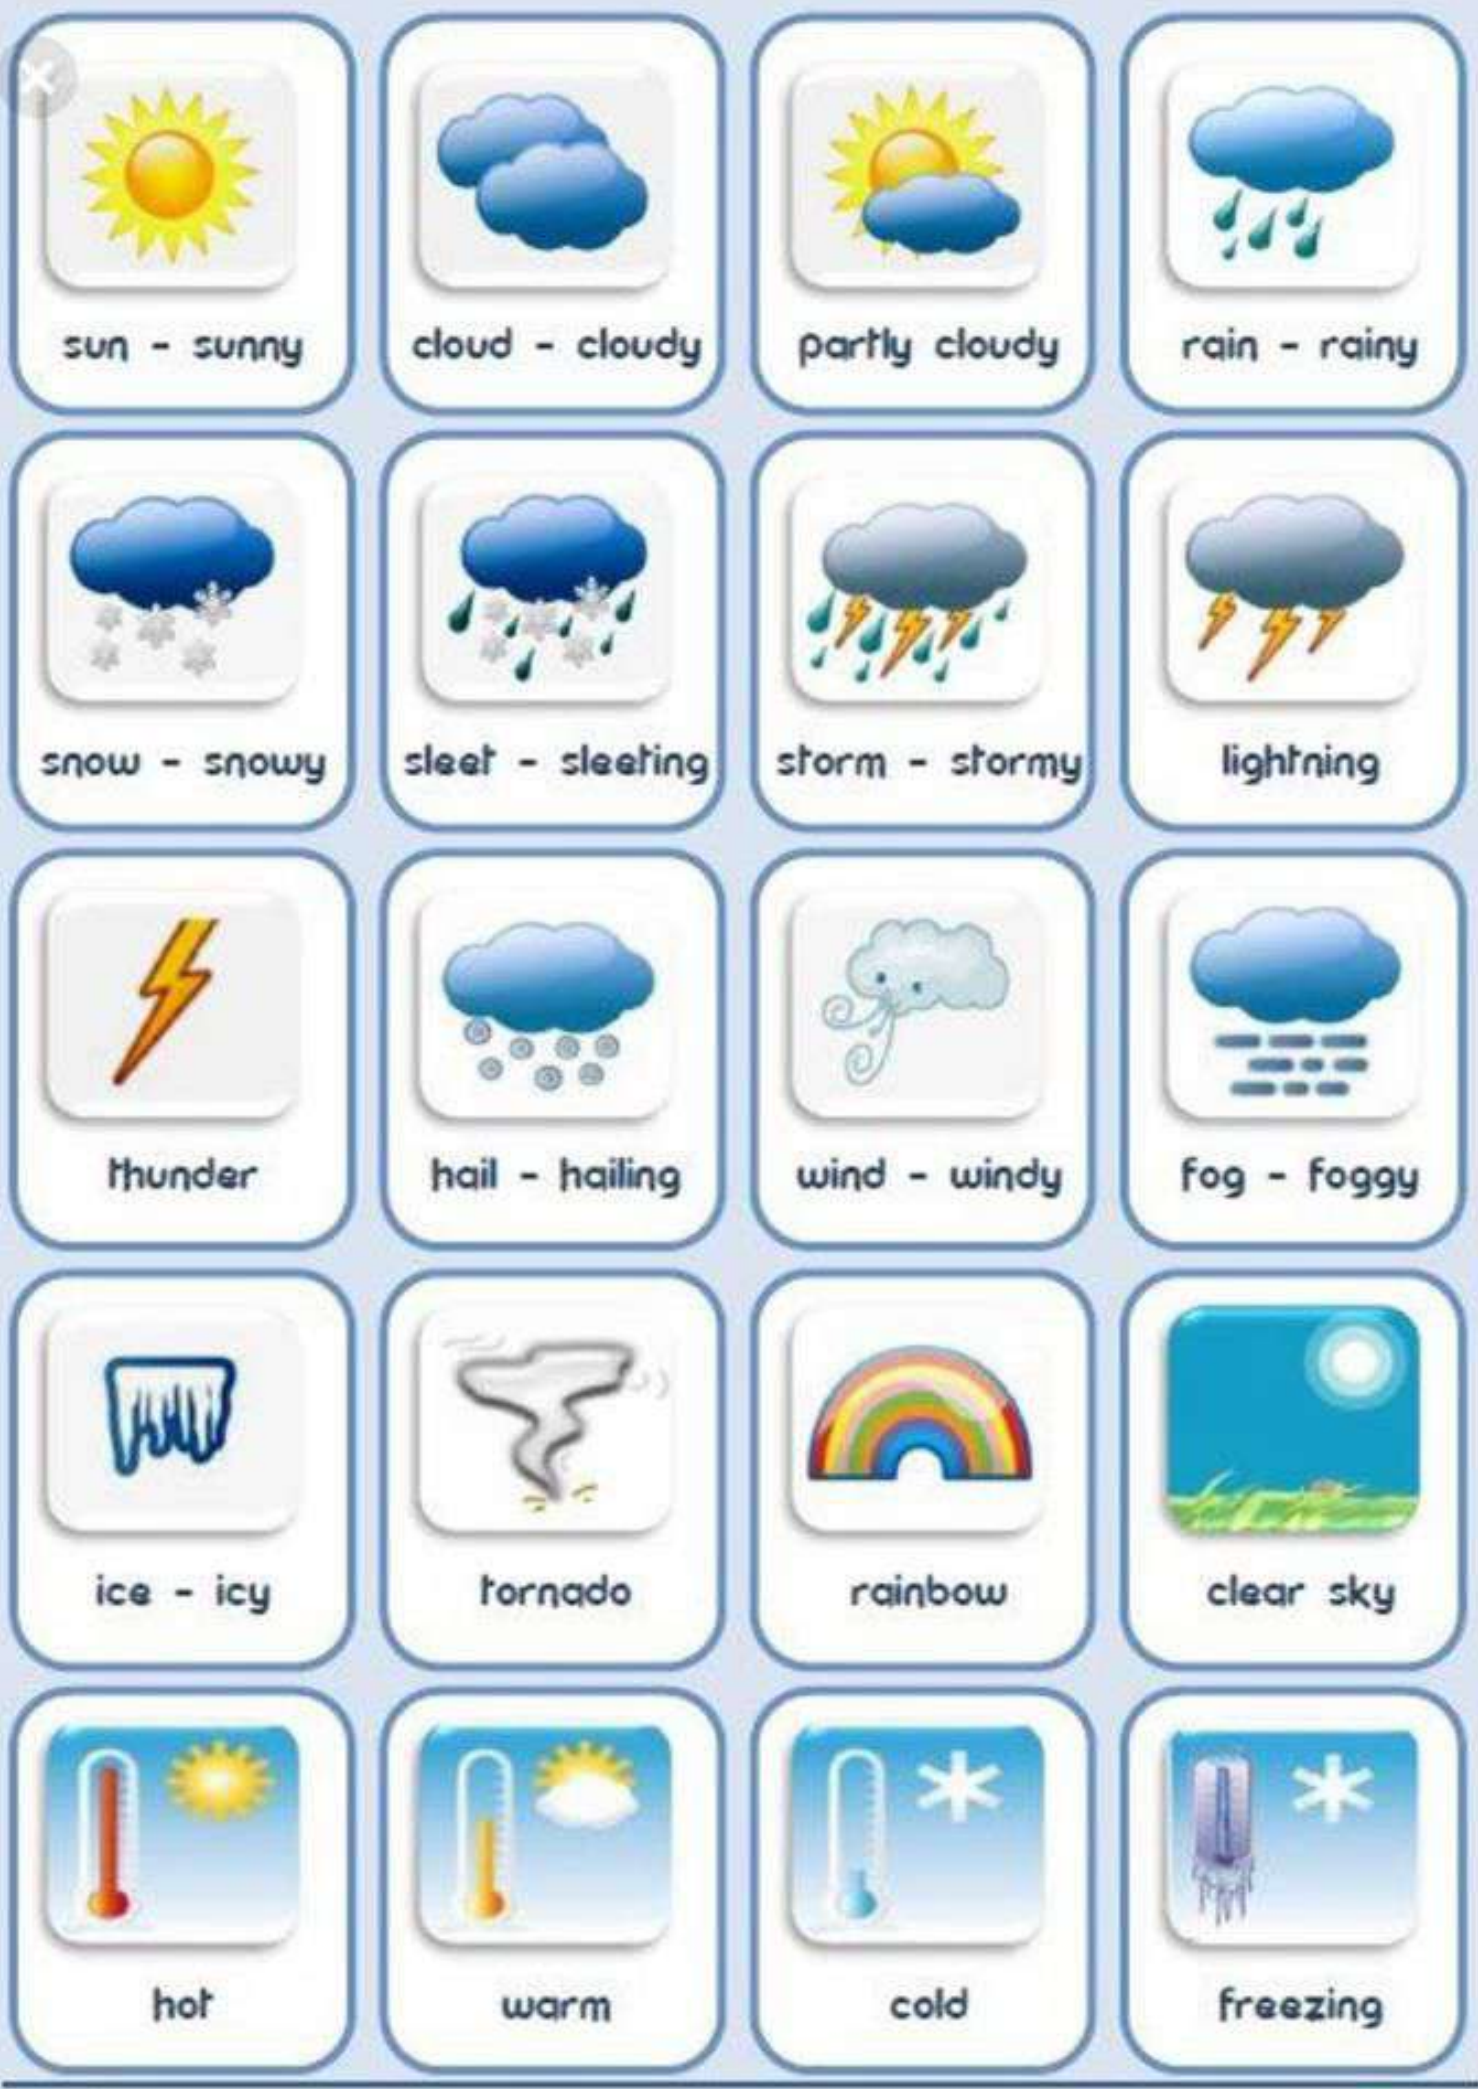 sun - sunny
cloud - cloudy
partly cloudy
rain - rainy
snow - snowy
sleet - sleeting
storm - stormy
lightning
thunder
hail - hailing
wind - windy
fog - foggy
ice - icy
tornado
rainbow
clear sky
hot
warm
cold
freezing